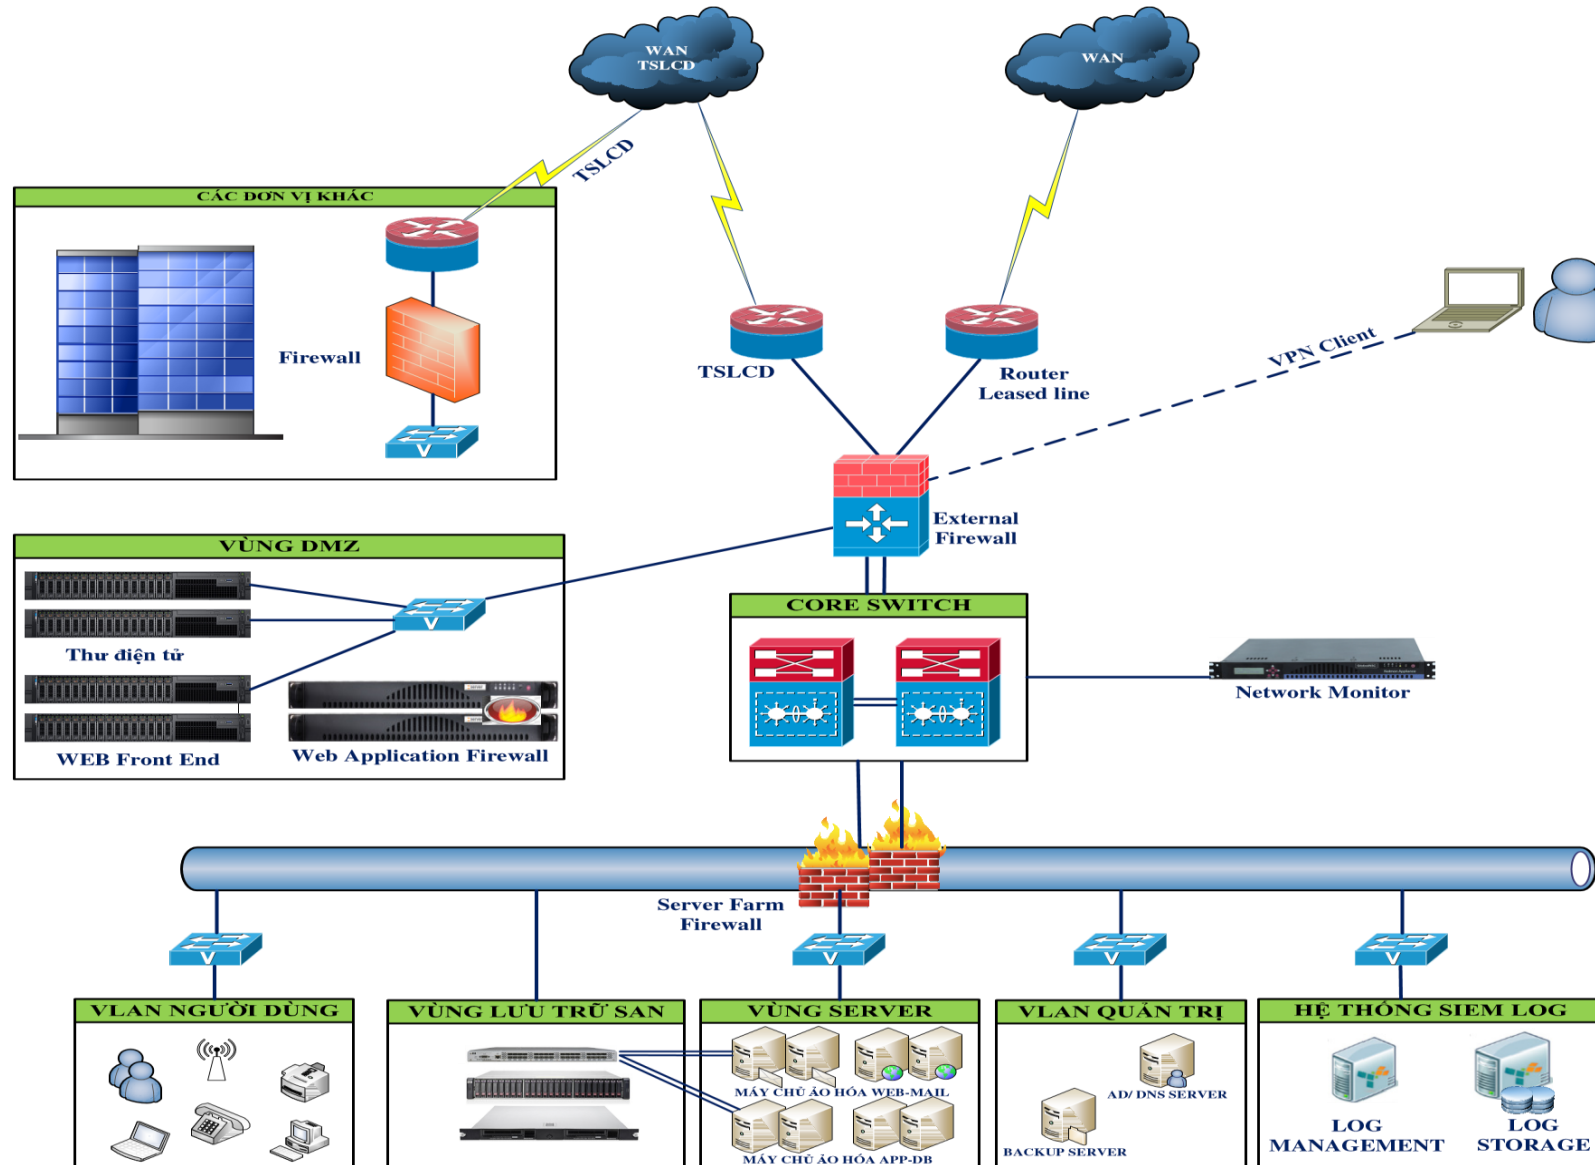 WAN
TSLCD
WAN
TSLCD
CÁC ĐƠN VỊ KHÁC
Firewall
TSLCD
Router
Leased line
VPN Client
External
Firewall
VÙNG DMZ
Thư điện tử
WEB Front End
Web Application Firewall
CORE SWITCH
Network Monitor
Server Farm
Firewall
VLAN NGƯỜI DÙNG
VÙNG LƯU TRỮ SAN
VÙNG SERVER
MÁY CHỦ ẢO HÓA WEB-MAIL
MÁY CHỦ ẢO HÓA APP-DB
VLAN QUẢN TRỊ
AD/ DNS SERVER
BACKUP SERVER
HỆ THỐNG SIEM LOG
LOG
MANAGEMENT
LOG
STORAGE